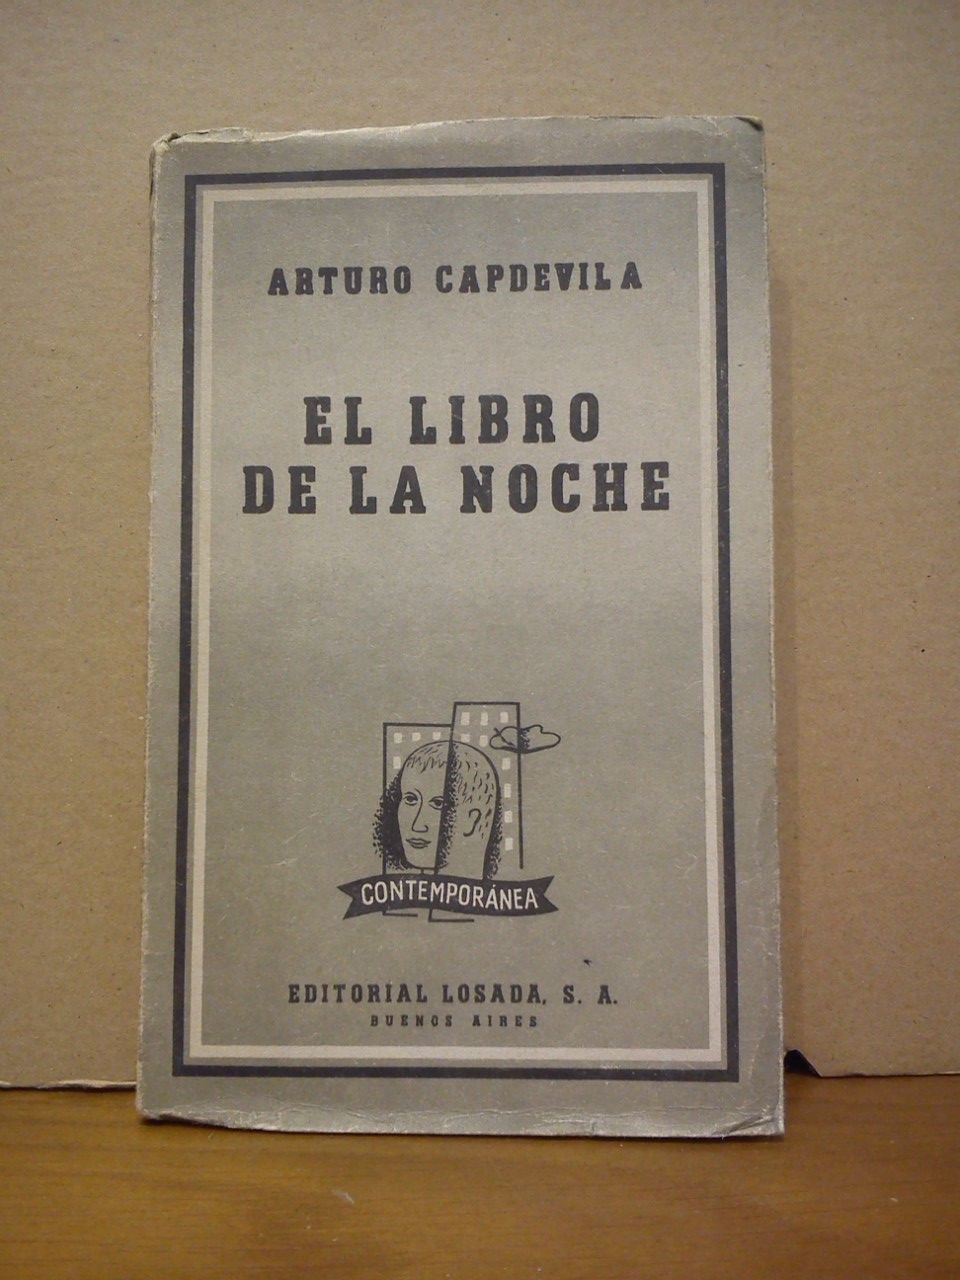 ARTURO CAPDEVILA
EL LIBRO
DE LA NOCHE
CONTEMPORÁNEA
EDITORIAL LOSADA, S. A.
BUENOS AIRES